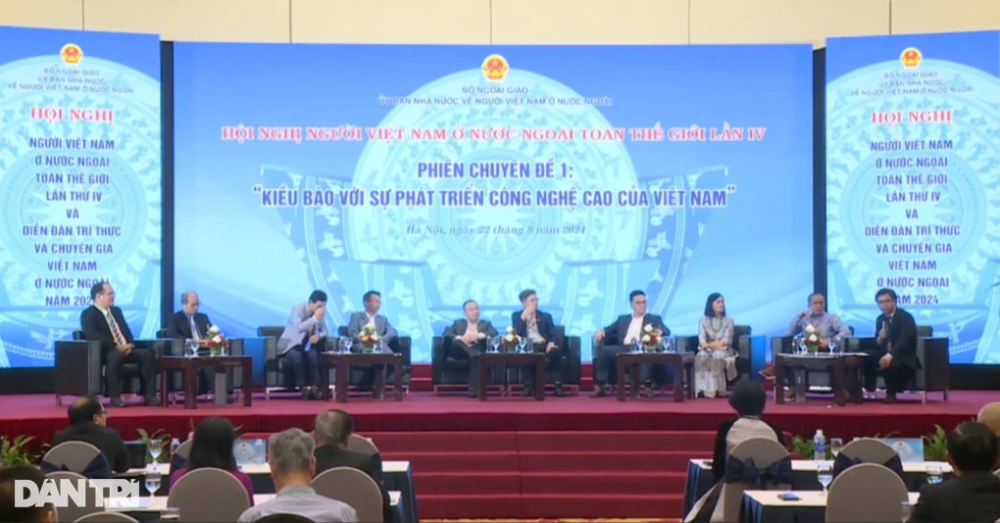 BỘ NGOẠI GIAO
ỦY BAN NHÀ NƯỚC
VỀ NGƯỜI VIỆT NAM Ở NƯỚC NGOÀI
HỘI NGHỊ
NGƯỜI VIỆT NAM
Ở NƯỚC NGOÀI
TOÀN THẾ GIỚI
LẦN THỨ IV
VÀ
DIỄN ĐÀN TRÍ THỨC
VÀ CHUYÊN GIA
VIỆT NAM
Ở NƯỚC NGOÀI
NĂM 202
BỘ NGOẠI GIAO
ỦY BAN NHÀ NƯỚC VỀ NGƯỜI VIỆT NAM Ở NƯỚC NGOÀI
HỘI NGHỊ NGƯỜI VIỆT NAM Ở NƯỚC NGOÀI TOÀN THẾ GIỚI LẦN IV
PHIÊN CHUYÊN ĐỀ 1:
"KIỀU BÀO VỚI SỰ PHÁT TRIỂN CÔNG NGHỆ CAO CỦA VIỆT NAM"
Hà Nội, ngày 22 tháng 8 năm 2024
BỘ NGOẠI GIAO
ỦY BAN NHÀ NƯỚC
VỀ NGƯỜI VIỆT NAM Ở NƯỚC NGOÀI
HỘI NGHỊ
NGƯỜI VIỆT NAM
Ở NƯỚC NGOÀI
TOÀN THẾ GIỚI
LẦN THỨ IV
VÀ
DIỄN ĐÀN TRÍ THỨC
VÀ CHUYÊN GIA
VIỆT NAM
Ở NƯỚC NGOÀI
NĂM 2024
DÂN TRÍ